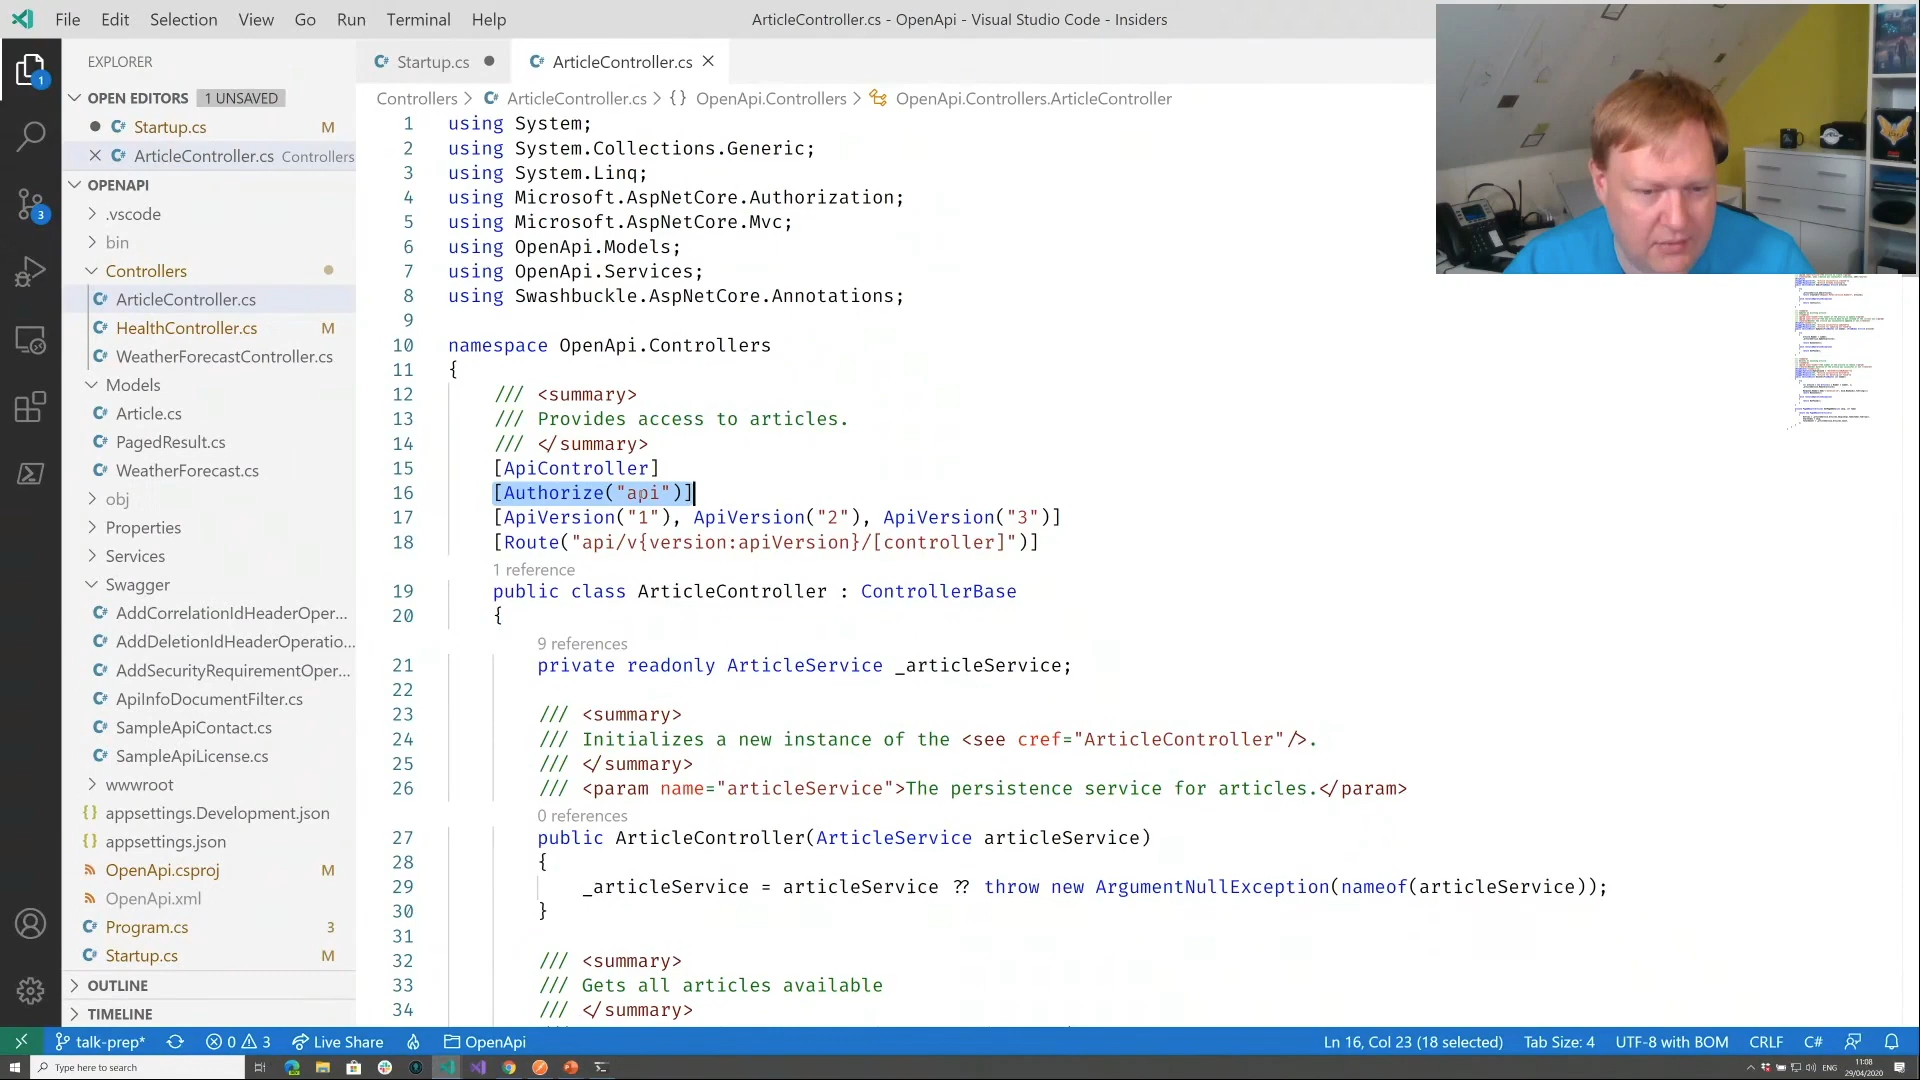 File Edit Selection View Go Run Terminal Help
ArticleController.cs - OpenApi - Visual Studio Code - Insiders
EXPLORER
OPEN EDITORS 1 UNSAVED
Startup.cs M
ArticleController.cs Controllers
OPENAPI
.vscode
bin
Controllers
ArticleController.cs
HealthController.cs M
WeatherForecastController.cs
Models
Article.cs
PagedResult.cs
WeatherForecast.cs
obj
Properties
Services
Swagger
AddCorrelationIdHeaderOper...
AddDeletionIdHeaderOperatio...
AddSecurityRequirementOper...
ApiInfoDocumentFilter.cs
SampleApiContact.cs
SampleApiLicense.cs
wwwroot
appsettings.Development.json
appsettings.json
OpenApi.csproj M
OpenApi.xml
Program.cs 3
Startup.cs M
OUTLINE
TIMELINE
1
3
Startup.cs
ArticleController.cs
Controllers > ArticleController.cs > {} OpenApi.Controllers > OpenApi.Controllers.ArticleController
1 using System;
2 using System.Collections.Generic;
3 using System.Linq;
4 using Microsoft.AspNetCore.Authorization;
5 using Microsoft.AspNetCore.Mvc;
6 using OpenApi.Models;
7 using OpenApi.Services;
8 using Swashbuckle.AspNetCore.Annotations;
9
10 namespace OpenApi.Controllers
11 {
12 /// <summary>
13 /// Provides access to articles.
14 /// </summary>
15 [ApiController]
16 [Authorize("api")]
17 [ApiVersion("1"), ApiVersion("2"), ApiVersion("3")]
18 [Route("api/v{version:apiVersion}/[controller]")]
1 reference
19 public class ArticleController : ControllerBase
20 {
9 references
21 private readonly ArticleService _articleService;
22
23 /// <summary>
24 /// Initializes a new instance of the <see cref="ArticleController"/>.
25 /// </summary>
26 /// <param name="articleService">The persistence service for articles.</param>
0 references
27 public ArticleController(ArticleService articleService)
28 {
29 _articleService = articleService ?? throw new ArgumentNullException(nameof(articleService));
30 }
31
32 /// <summary>
33 /// Gets all articles available
34 /// </summary>
talk-prep* 0 3 Live Share OpenApi
Ln 16, Col 23 (18 selected) Tab Size: 4 UTF-8 with BOM CRLF C#
Type here to search
ENG
11:08
29/04/2020